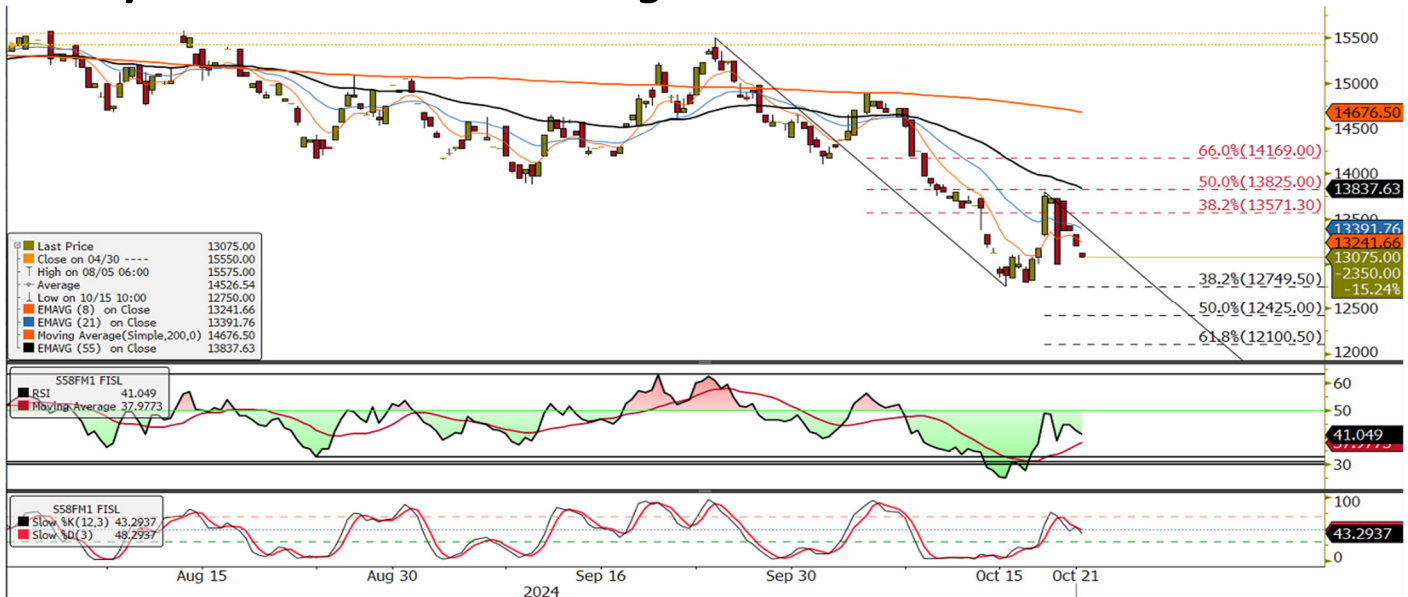 15500
15000
14676.50
14500
66.0%(14169.00)
14000
50.0%(13825.00)
13837.63
38.2%(13571.30)
13500
13391.76
13241.66
13075.00
-2350.00
-15.24%
38.2%(12749.50)
12500
50.0%(12425.00)
61.8%(12100.50)
12000
Last Price 13075.00
Close on 04/30 ---- 15550.00
High on 08/05 06:00 15575.00
Average 14526.54
Low on 10/15 10:00 12750.00
EMAVG (8) on Close 13241.66
EMAVG (21) on Close 13391.76
Moving Average(Simple,200,0) 14676.50
EMAVG (55) on Close 13837.63
S58FM1 FISL
RSI 41.049
Moving Average 37.9773
60
50
41.049
30
S58FM1 FISL
Slow %K(12,3) 43.2937
Slow %D(3) 48.2937
100
43.2937
0
Aug 15 Aug 30 Sep 16 Sep 30 Oct 15 Oct 21
2024